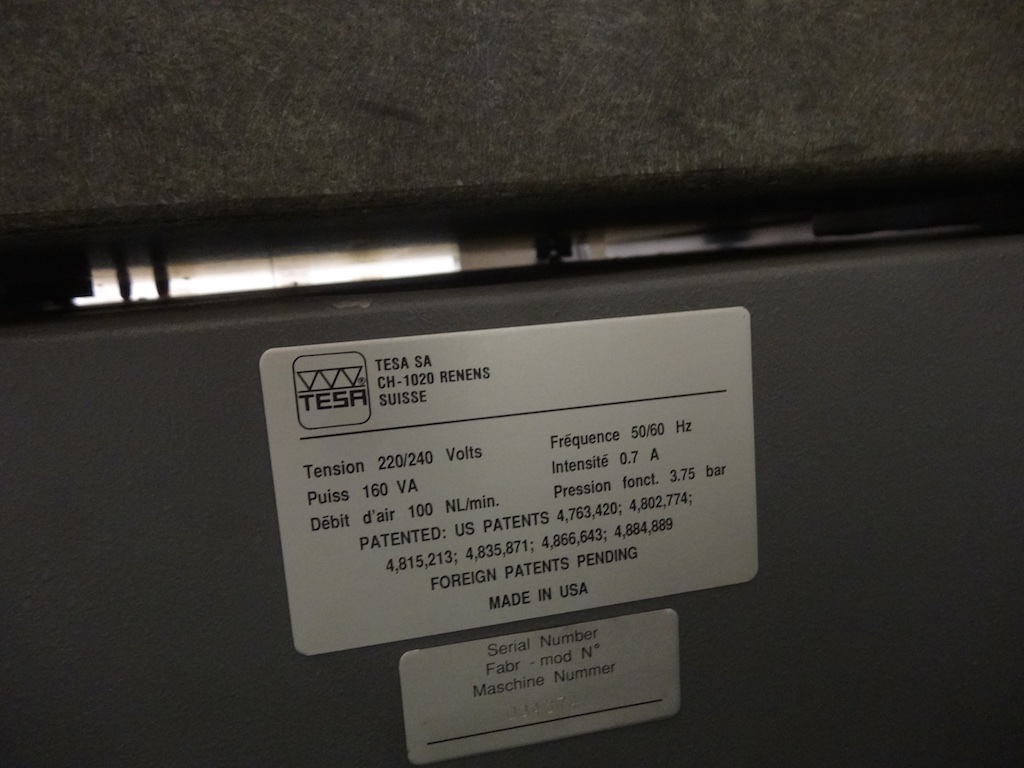 TESA®
TESA SA
CH-1020 RENENS
SUISSE
Tension 220/240 Volts
Fréquence 50/60 Hz
Puiss 160 VA
Intensité 0.7 A
Débit d'air 100 NL/min.
Pression fonct. 3.75 bar
PATENTED: US PATENTS 4,763,420; 4,802,774;
4,815,213; 4,835,871; 4,866,643; 4,884,889
FOREIGN PATENTS PENDING
MADE IN USA
Serial Number
Fabr - mod N°
Maschine Nummer